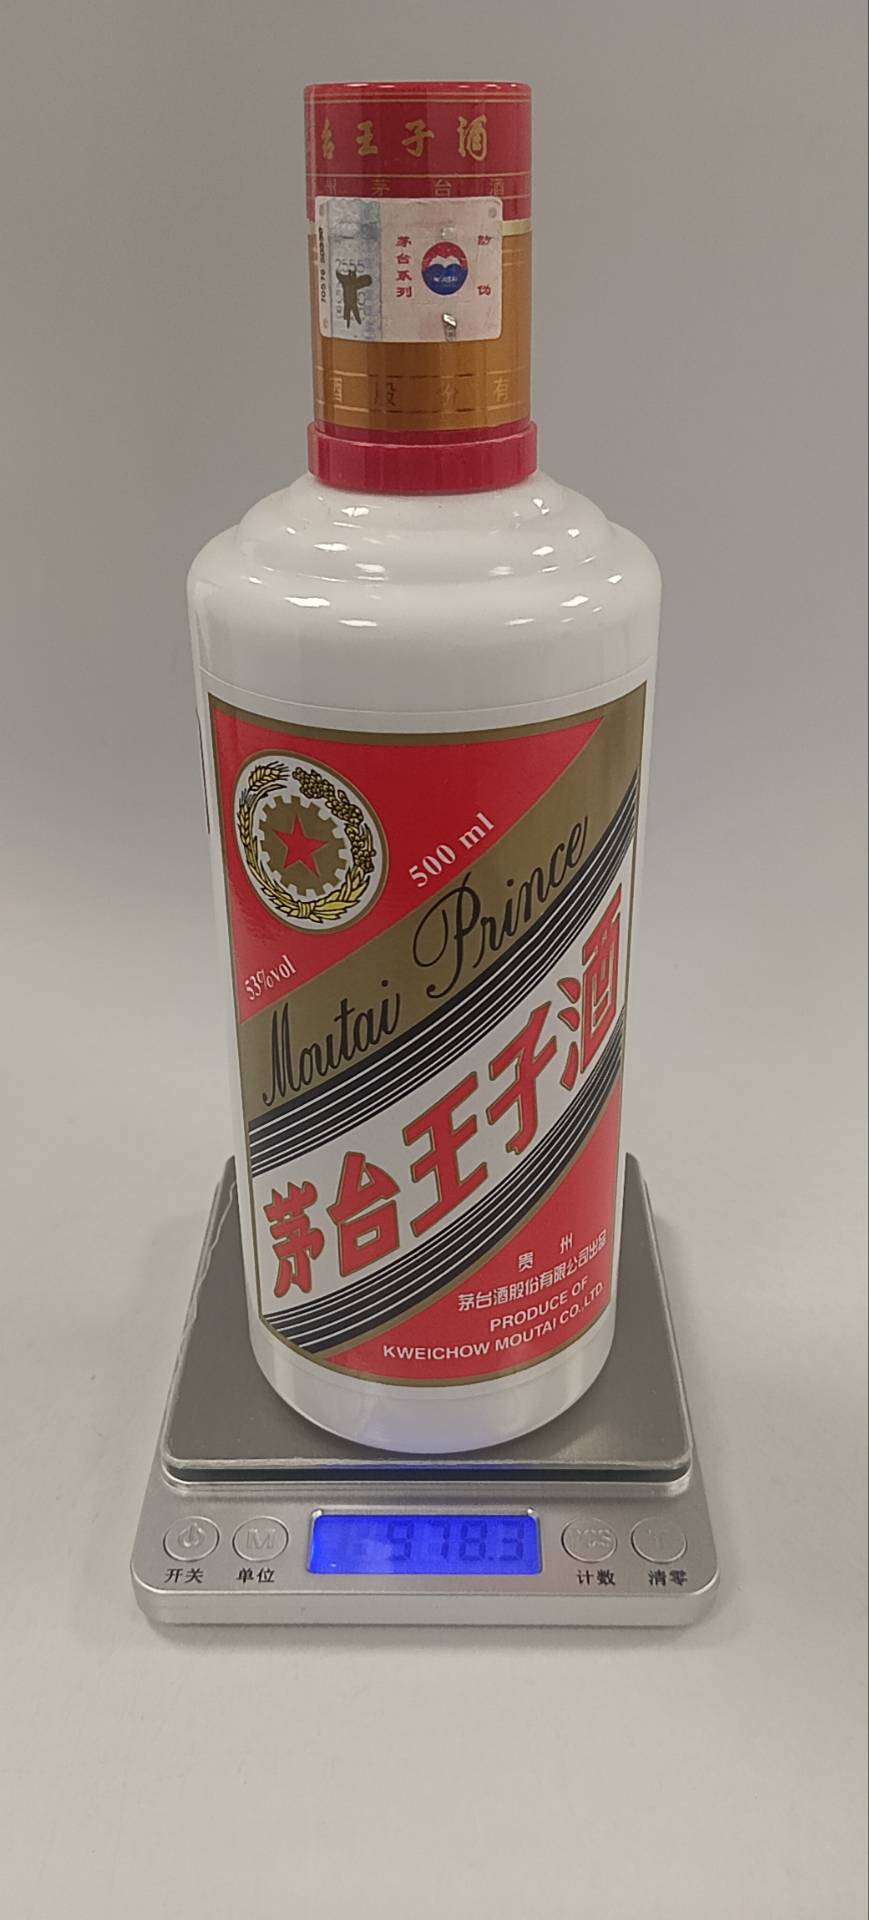 台王子酒
州茅台酒
茅台系列
防伪
2555
酒股份有
500 ml
53%vol
Moutai Prince
茅台王子酒
贵州
茅台酒股份有限公司出品
PRODUCE OF
KWEICHOW MOUTAI CO.,LTD.
978.3
M
PCS
T
开关
单位
计数
清零